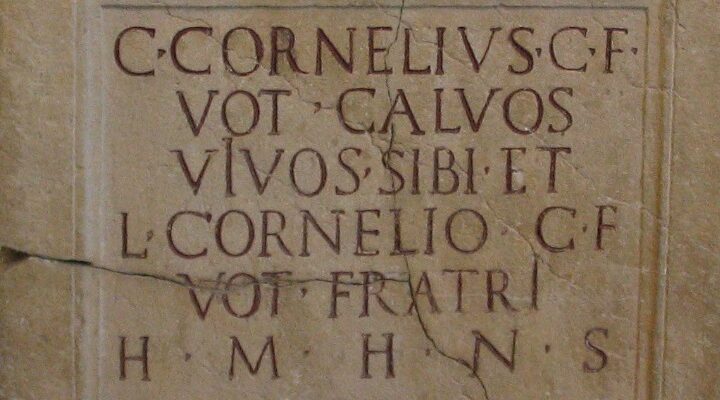 C·CORNELIVS·C·F·
VOT·CALVOS
VIVOS·SIBI·ET
L·CORNELIO·C·F
VOT·FRATRI
H·M·H·N·S